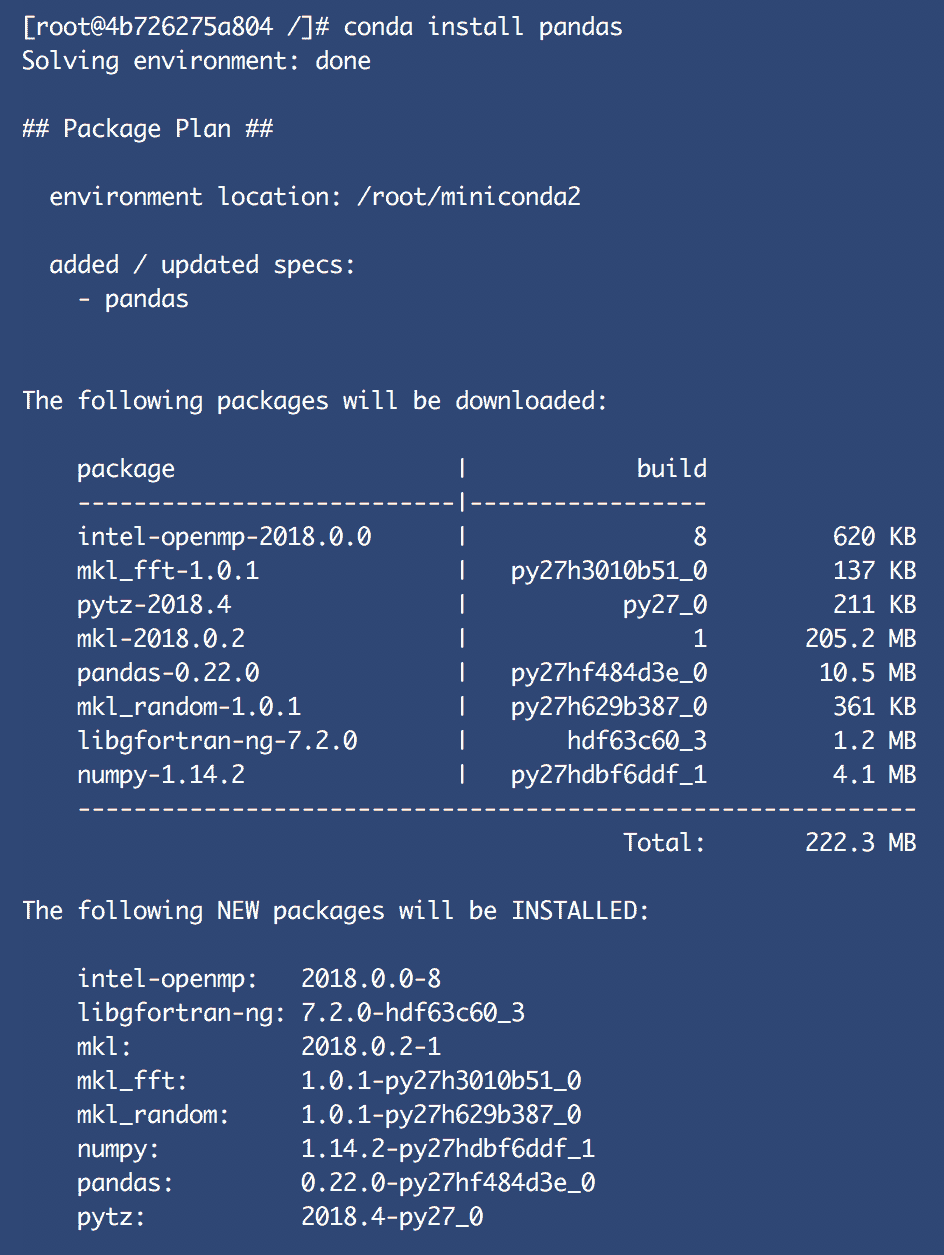 [root@4b726275a804 /]# conda install pandas
Solving environment: done
## Package Plan ##
environment location: /root/miniconda2
added / updated specs:
- pandas
The following packages will be downloaded:
package | build
---------------------------|-----------------
intel-openmp-2018.0.0 | 8 620 KB
mkl_fft-1.0.1 | py27h3010b51_0 137 KB
pytz-2018.4 | py27_0 211 KB
mkl-2018.0.2 | 1 205.2 MB
pandas-0.22.0 | py27hf484d3e_0 10.5 MB
mkl_random-1.0.1 | py27h629b387_0 361 KB
libgfortran-ng-7.2.0 | hdf63c60_3 1.2 MB
numpy-1.14.2 | py27hdbf6ddf_1 4.1 MB
------------------------------------------------------------
Total: 222.3 MB
The following NEW packages will be INSTALLED:
intel-openmp: 2018.0.0-8
libgfortran-ng: 7.2.0-hdf63c60_3
mkl: 2018.0.2-1
mkl_fft: 1.0.1-py27h3010b51_0
mkl_random: 1.0.1-py27h629b387_0
numpy: 1.14.2-py27hdbf6ddf_1
pandas: 0.22.0-py27hf484d3e_0
pytz: 2018.4-py27_0